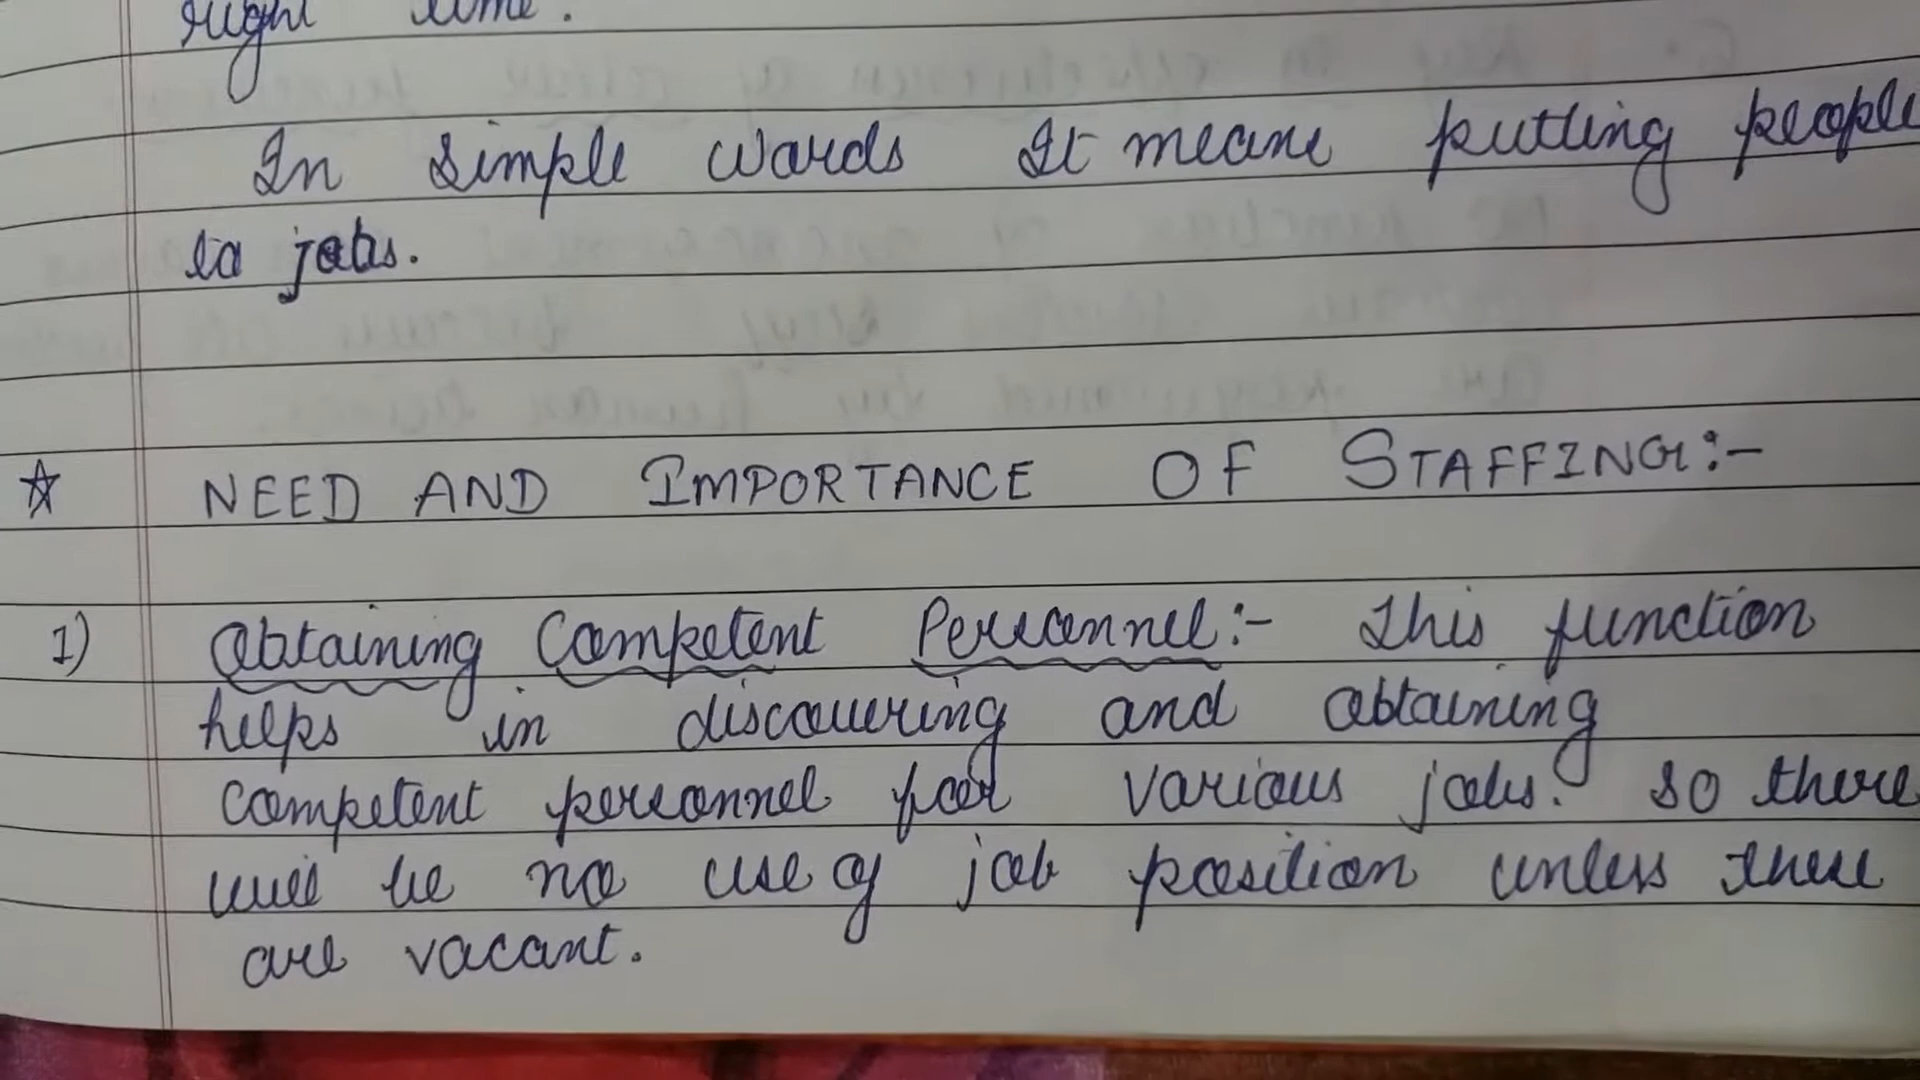 right time.
In simple words It means putting people
to jobs.
☆ NEED AND IMPORTANCE OF STAFFING:-
1) Obtaining Competent Personnel:- This function
helps in discovering and obtaining
competent personnel for various jobs. so there
will be no use of job position unless there
are vacant.